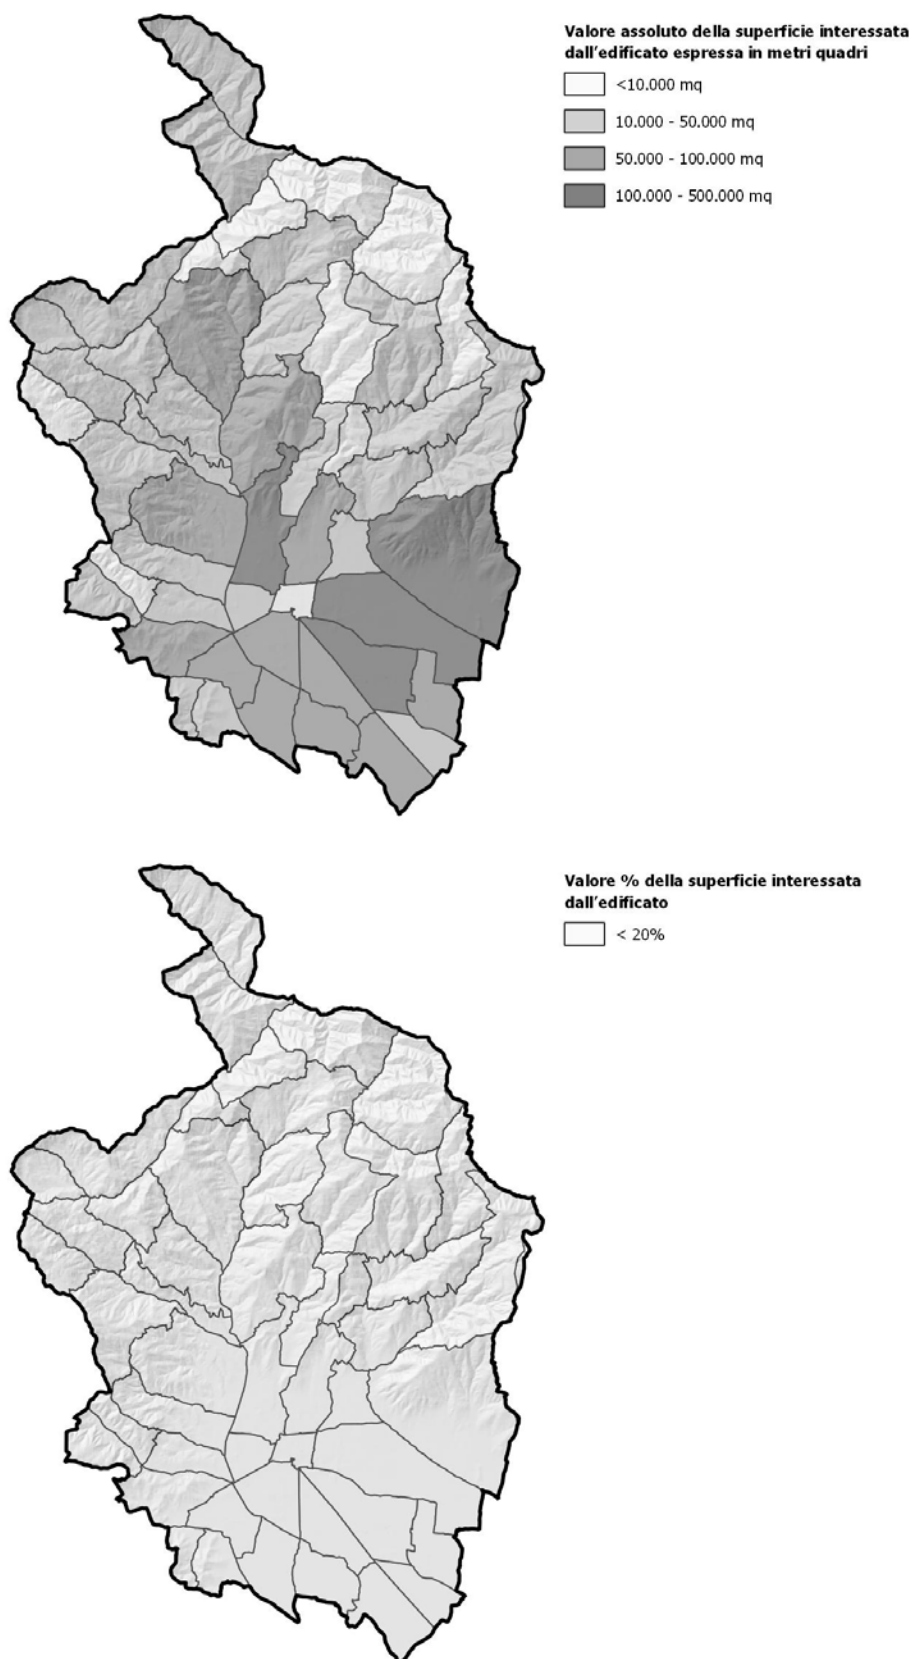 Valore assoluto della superficie interessata
dall'edificato espressa in metri quadri
<10.000 mq
10.000 - 50.000 mq
50.000 - 100.000 mq
100.000 - 500.000 mq
Valore % della superficie interessata
dall'edificato
< 20%